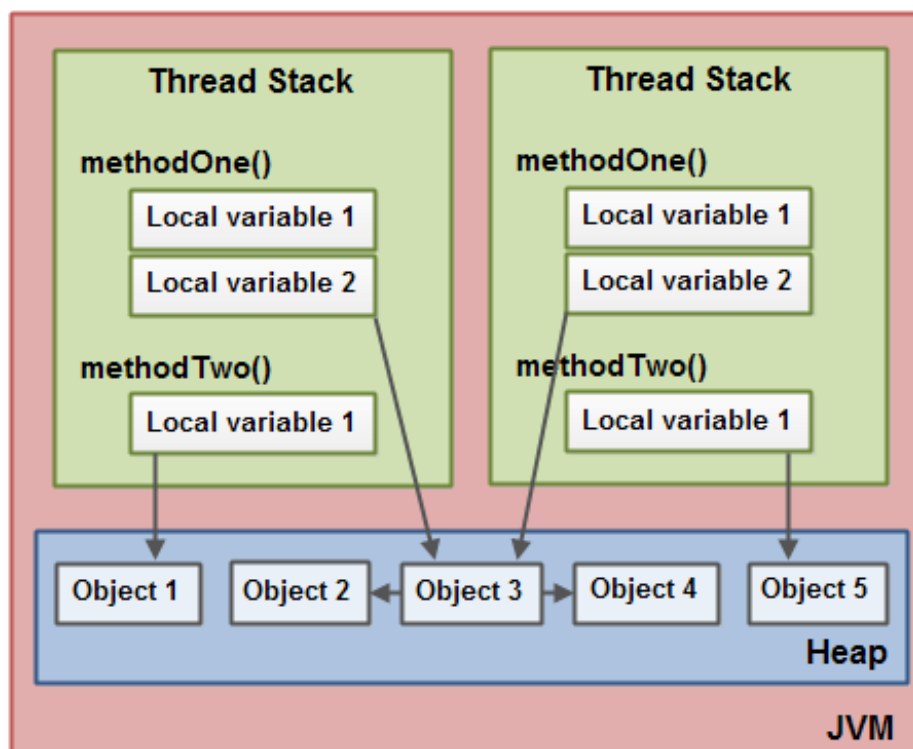 Thread Stack
methodOne()
Local variable 1
Local variable 2
methodTwo()
Local variable 1
Thread Stack
methodOne()
Local variable 1
Local variable 2
methodTwo()
Local variable 1
Object 1
Object 2
Object 3
Object 4
Object 5
Heap
JVM